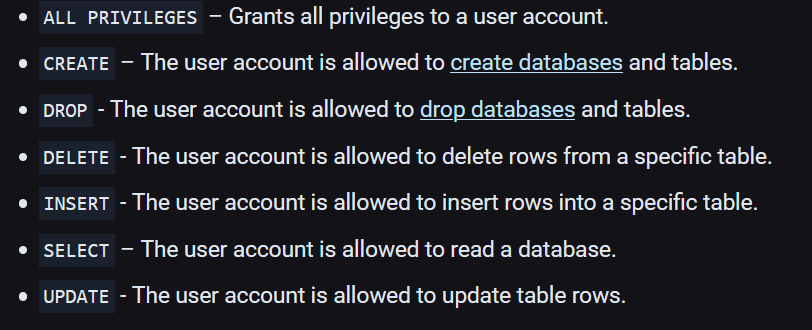 ALL PRIVILEGES – Grants all privileges to a user account.
CREATE – The user account is allowed to create databases and tables.
DROP - The user account is allowed to drop databases and tables.
DELETE - The user account is allowed to delete rows from a specific table.
INSERT - The user account is allowed to insert rows into a specific table.
SELECT – The user account is allowed to read a database.
UPDATE - The user account is allowed to update table rows.